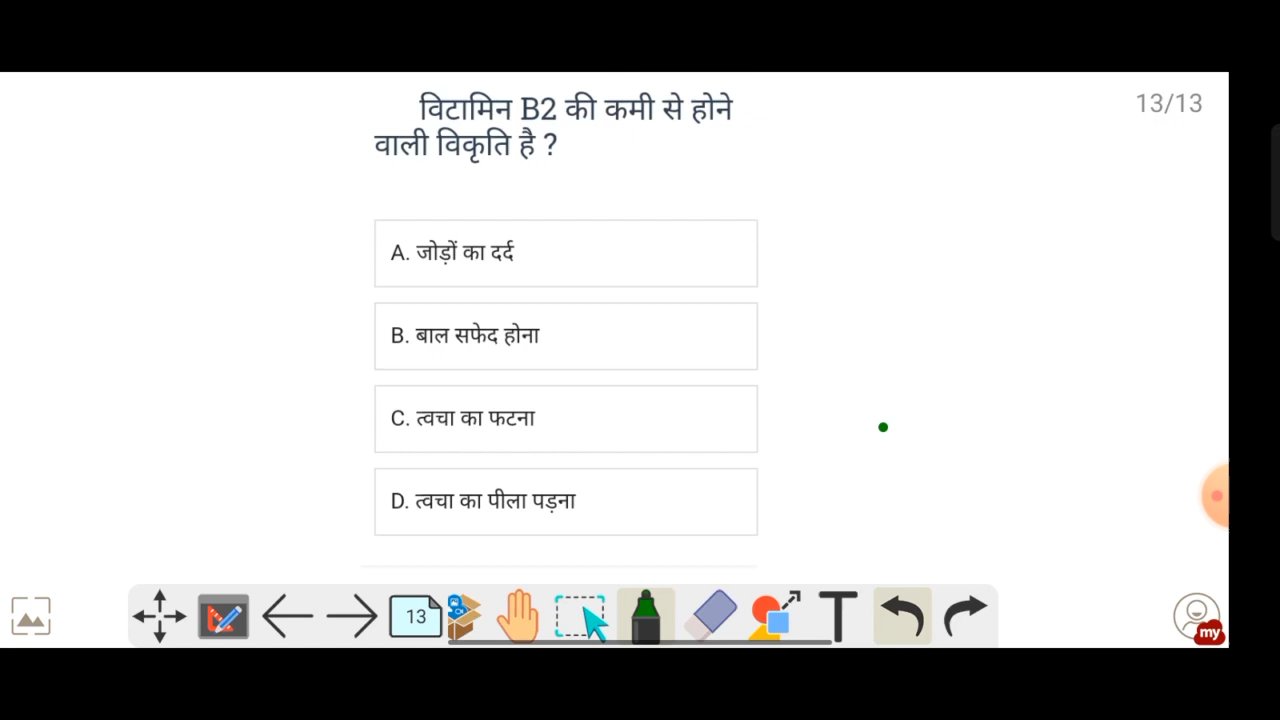 विटामिन B2 की कमी से होने
वाली विकृति है ?
13/13
A. जोड़ों का दर्द
B. बाल सफेद होना
C. त्वचा का फटना
D. त्वचा का पीला पड़ना
13
T
my